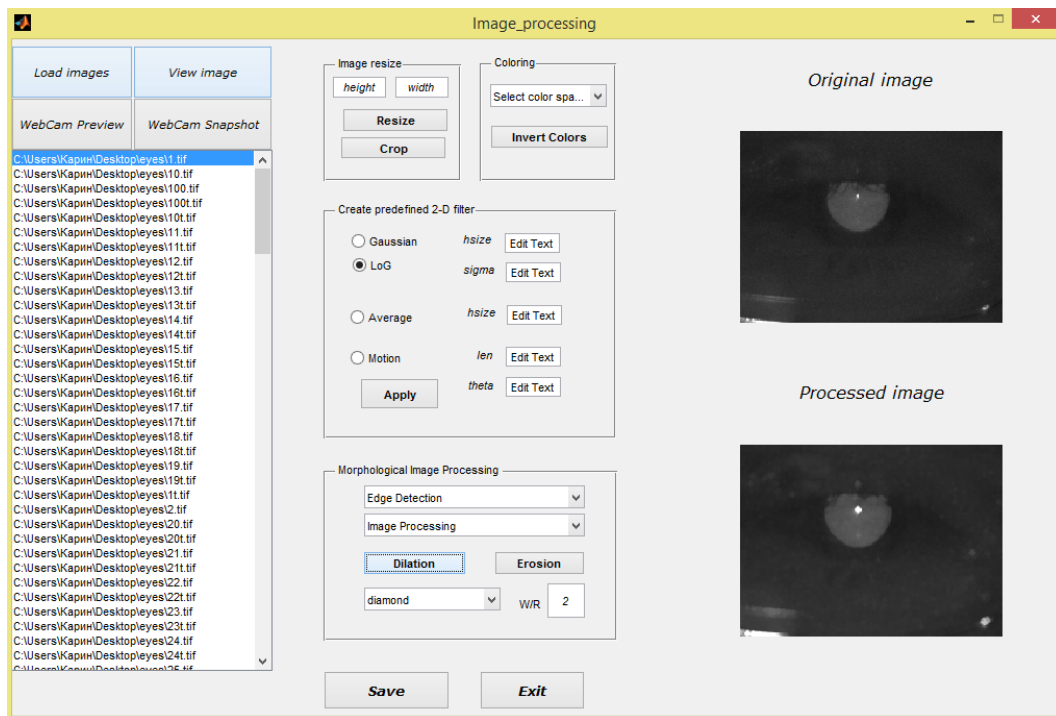 Image_processing
Load images
View image
WebCam Preview
WebCam Snapshot
C:\Users\Карин\Desktop\eyes\1.tif
C:\Users\Карин\Desktop\eyes\10.tif
C:\Users\Карин\Desktop\eyes\100.tif
C:\Users\Карин\Desktop\eyes\100t.tif
C:\Users\Карин\Desktop\eyes\10t.tif
C:\Users\Карин\Desktop\eyes\11.tif
C:\Users\Карин\Desktop\eyes\11t.tif
C:\Users\Карин\Desktop\eyes\12.tif
C:\Users\Карин\Desktop\eyes\12t.tif
C:\Users\Карин\Desktop\eyes\13.tif
C:\Users\Карин\Desktop\eyes\13t.tif
C:\Users\Карин\Desktop\eyes\14.tif
C:\Users\Карин\Desktop\eyes\14t.tif
C:\Users\Карин\Desktop\eyes\15.tif
C:\Users\Карин\Desktop\eyes\15t.tif
C:\Users\Карин\Desktop\eyes\16.tif
C:\Users\Карин\Desktop\eyes\16t.tif
C:\Users\Карин\Desktop\eyes\17.tif
C:\Users\Карин\Desktop\eyes\17t.tif
C:\Users\Карин\Desktop\eyes\18.tif
C:\Users\Карин\Desktop\eyes\18t.tif
C:\Users\Карин\Desktop\eyes\19.tif
C:\Users\Карин\Desktop\eyes\19t.tif
C:\Users\Карин\Desktop\eyes\1t.tif
C:\Users\Карин\Desktop\eyes\2.tif
C:\Users\Карин\Desktop\eyes\20.tif
C:\Users\Карин\Desktop\eyes\20t.tif
C:\Users\Карин\Desktop\eyes\21.tif
C:\Users\Карин\Desktop\eyes\21t.tif
C:\Users\Карин\Desktop\eyes\22.tif
C:\Users\Карин\Desktop\eyes\22t.tif
C:\Users\Карин\Desktop\eyes\23.tif
C:\Users\Карин\Desktop\eyes\23t.tif
C:\Users\Карин\Desktop\eyes\24.tif
C:\Users\Карин\Desktop\eyes\24t.tif
C:\Users\Карин\Desktop\eyes\25.tif
Image resize
height
width
Resize
Crop
Coloring
Select color spa...
Invert Colors
Create predefined 2-D filter
Gaussian
hsize
Edit Text
LoG
sigma
Edit Text
Average
hsize
Edit Text
Motion
len
Edit Text
Apply
theta
Edit Text
Morphological Image Processing
Edge Detection
Image Processing
Dilation
Erosion
diamond
W/R
2
Save
Exit
Original image
Processed image